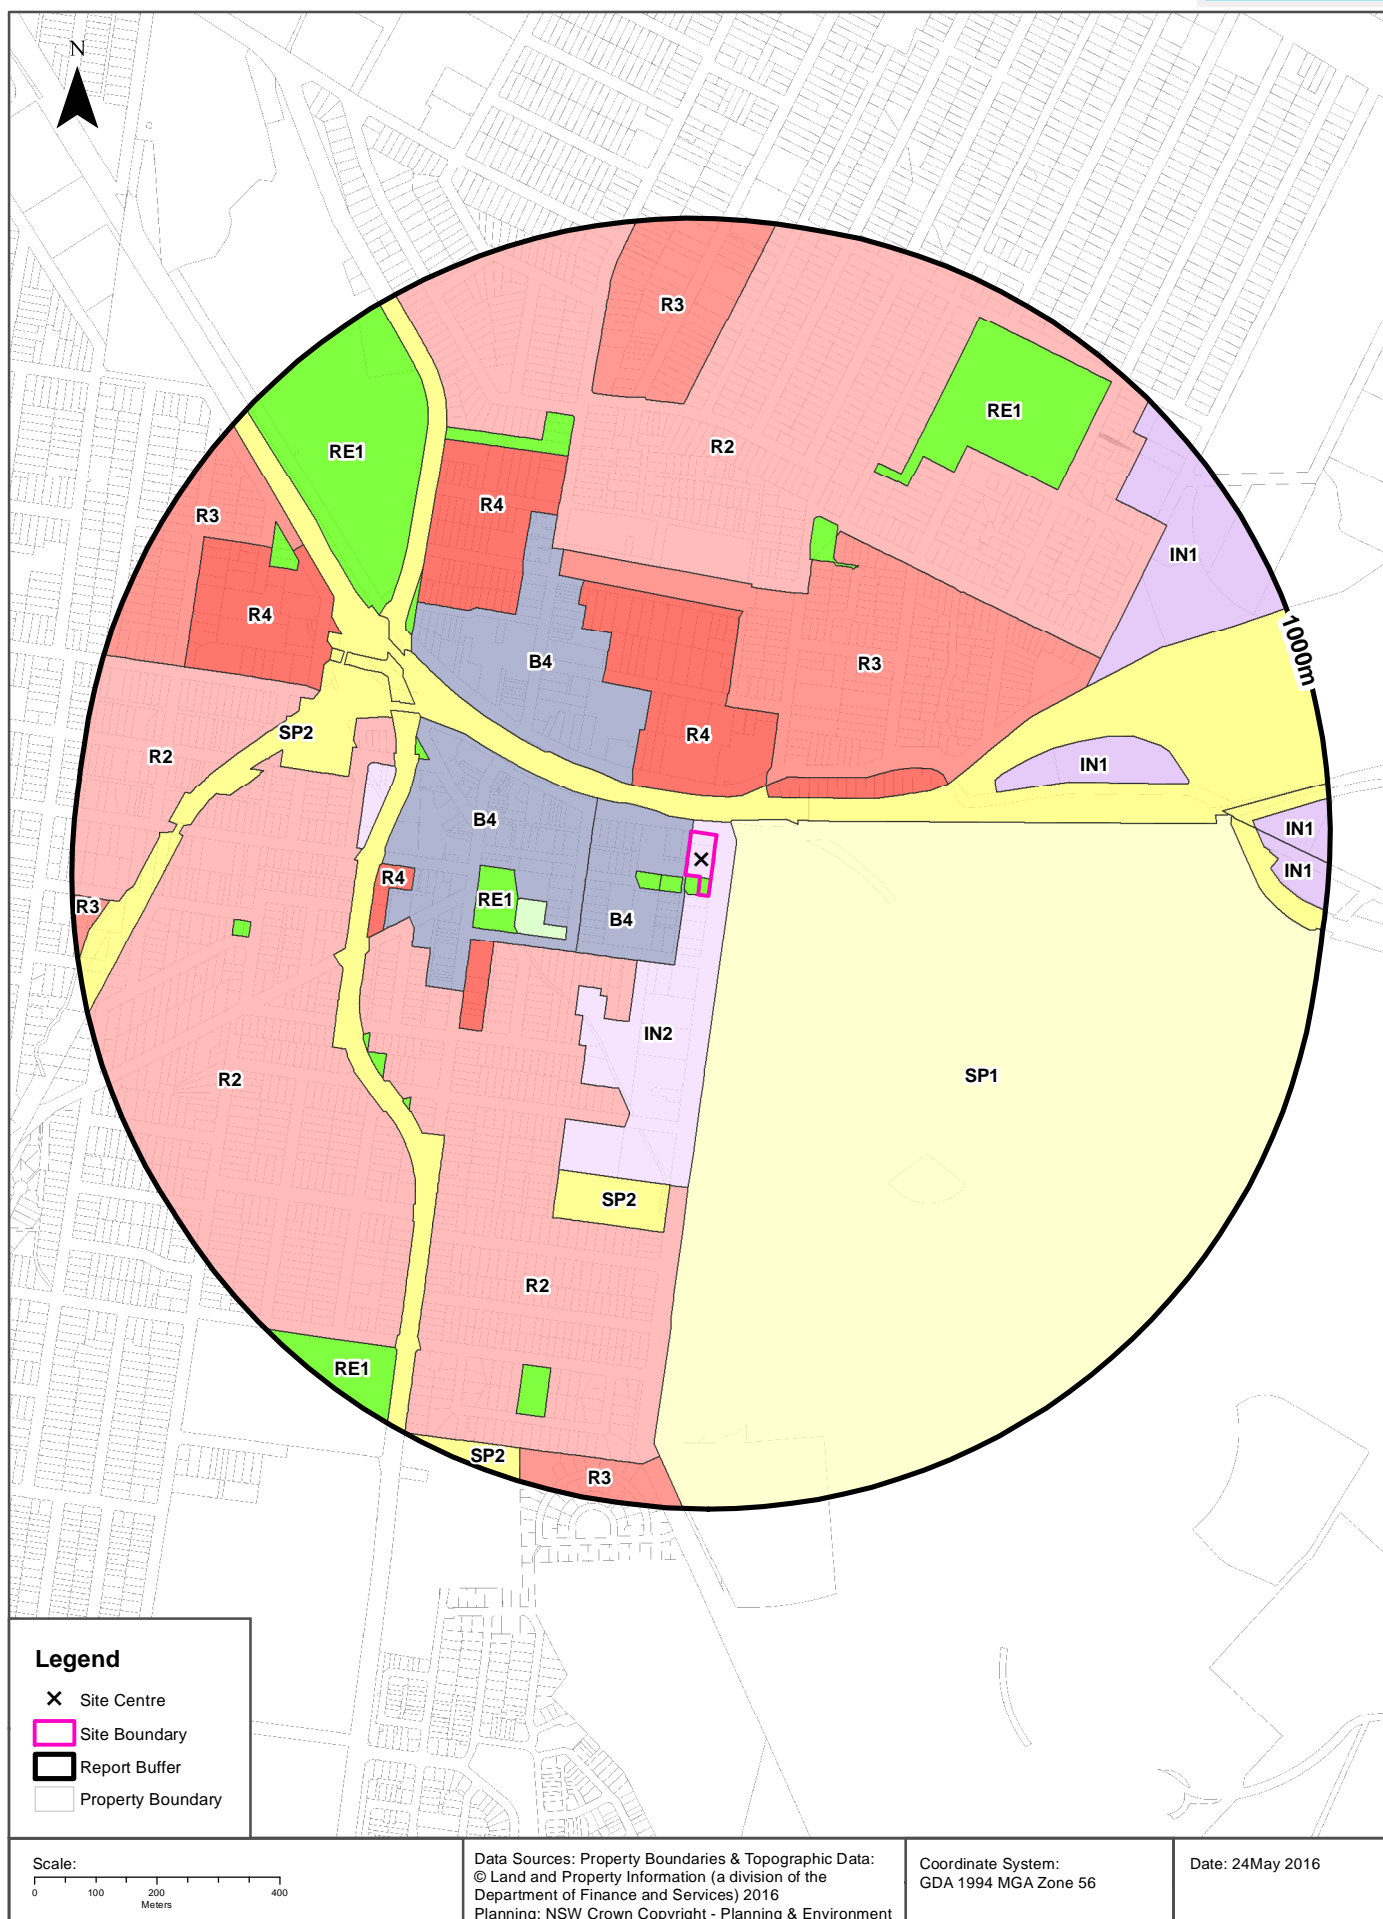 N
R3
RE1
R2
RE1
R4
R3
IN1
R4
1000m
B4
R3
SP2
R4
R2
IN1
B4
IN1
IN1
R4
RE1
R3
B4
IN2
SP1
R2
SP2
R2
RE1
SP2
R3
Legend
Site Centre
Site Boundary
Report Buffer
Property Boundary
Scale:
0 100 200 400
Meters
Data Sources: Property Boundaries & Topographic Data:
© Land and Property Information (a division of the
Department of Finance and Services) 2016
Planning: NSW Crown Copyright - Planning & Environment
Coordinate System:
GDA 1994 MGA Zone 56
Date: 24May 2016